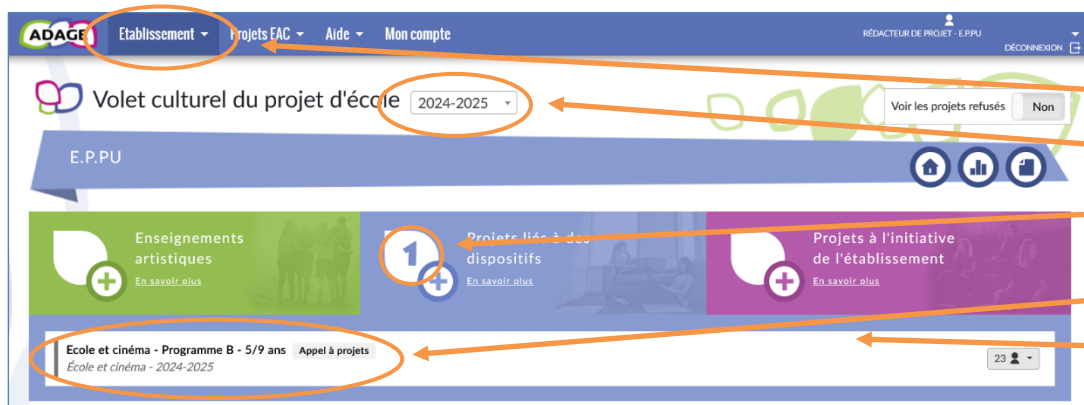 ADAGE Etablissement Projets EAC Aide Mon compte
RÉDACTEUR DE PROJET - E.P.PU
DÉCONNEXION
Volet culturel du projet d'école 2024-2025
Voir les projets refusés Non
E.P.PU
Enseignements
artistiques
En savoir plus
1
Projets liés à des
dispositifs
En savoir plus
Projets à l'initiative
de l'établissement
En savoir plus
Ecole et cinéma - Programme B - 5/9 ans Appel à projets
École et cinéma - 2024-2025
23